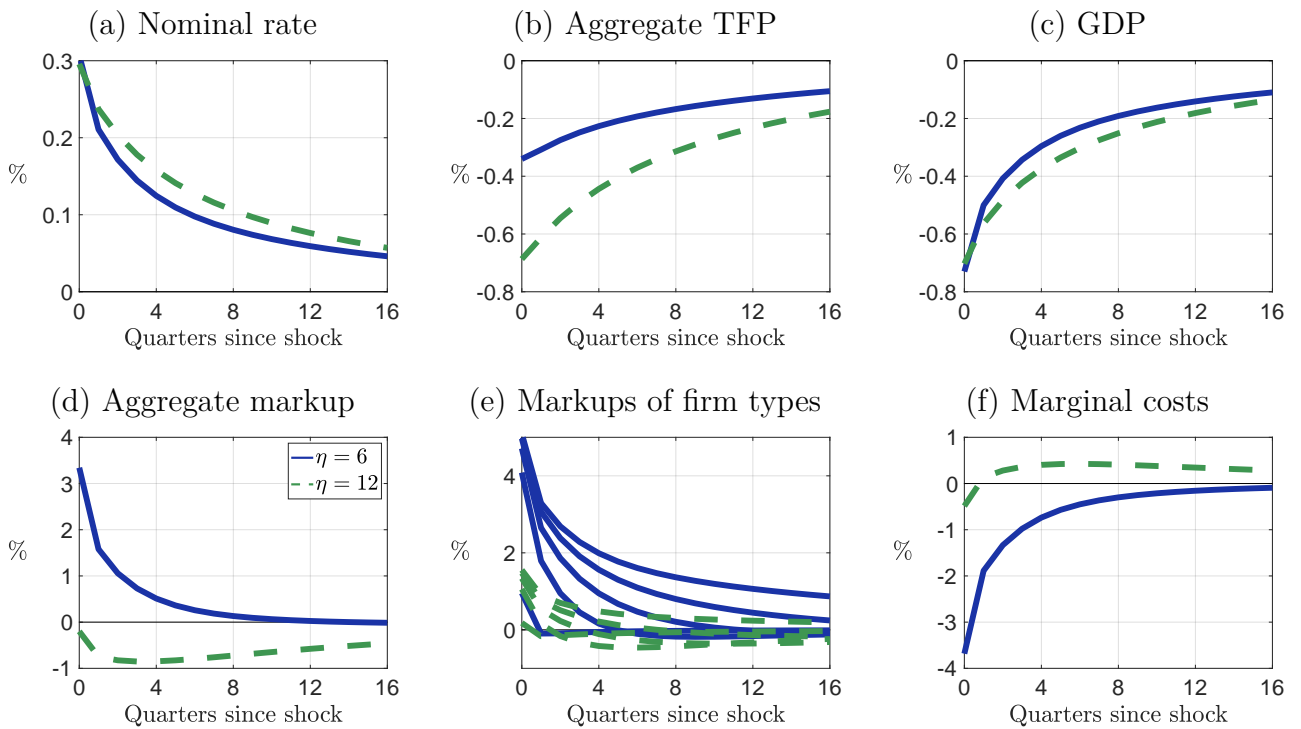 (a) Nominal rate
0.3
0.2
%
0.1
0
0 4 8 12 16
Quarters since shock
(b) Aggregate TFP
0
-0.2
% -0.4
-0.6
-0.8
0 4 8 12 16
Quarters since shock
(c) GDP
0
-0.2
% -0.4
-0.6
-0.8
0 4 8 12 16
Quarters since shock
(d) Aggregate markup
4
3
2
%
1
0
-1
0 4 8 12 16
Quarters since shock
η = 6
η = 12
(e) Markups of firm types
4
2
%
0
0 4 8 12 16
Quarters since shock
(f) Marginal costs
1
0
-1
%
-2
-3
-4
0 4 8 12 16
Quarters since shock